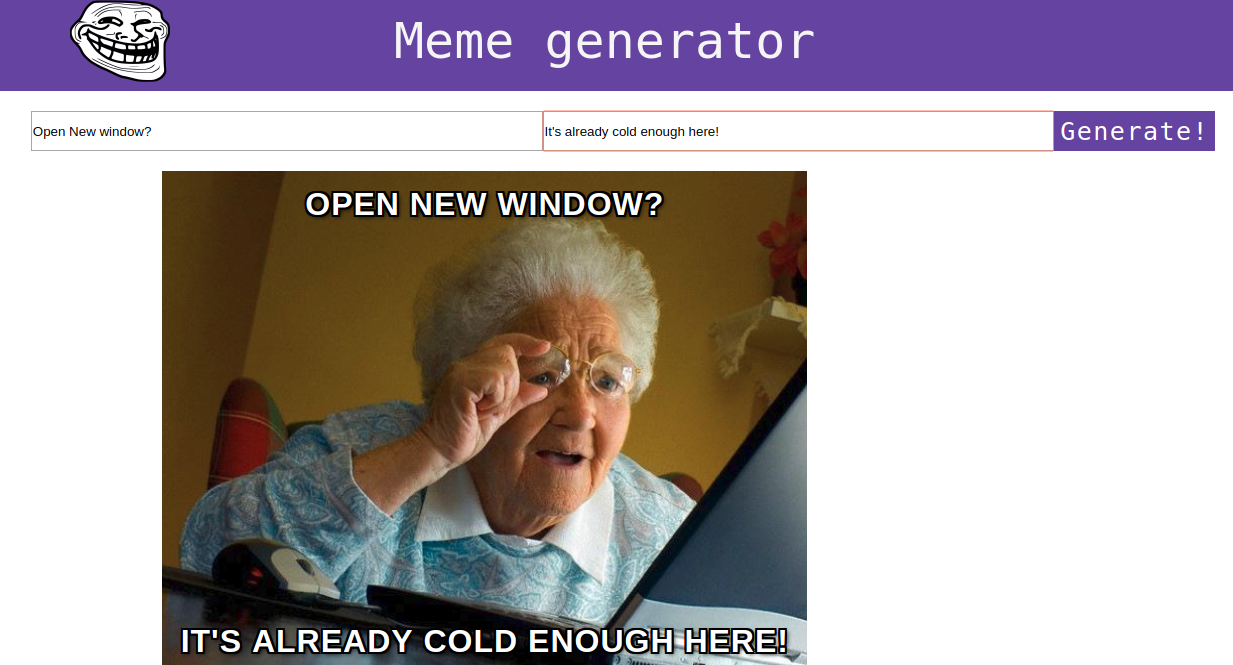 Meme generator
Open New window?
It's already cold enough here!
Generate!
OPEN NEW WINDOW?
IT'S ALREADY COLD ENOUGH HERE!